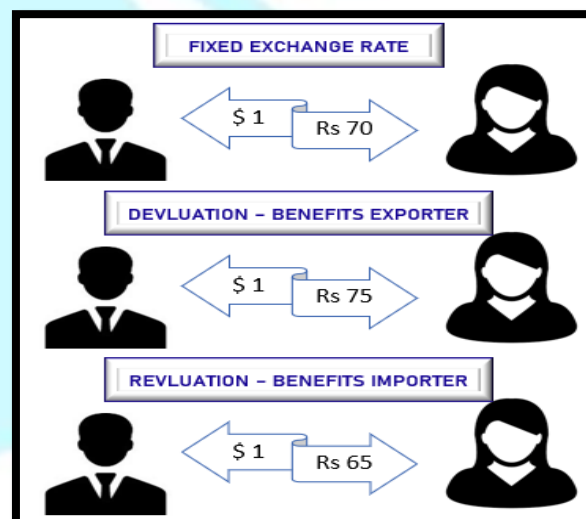 FIXED EXCHANGE RATE
$ 1 Rs 70
DEVLUATION – BENEFITS EXPORTER
$ 1 Rs 75
REVLUATION – BENEFITS IMPORTER
$ 1 Rs 65